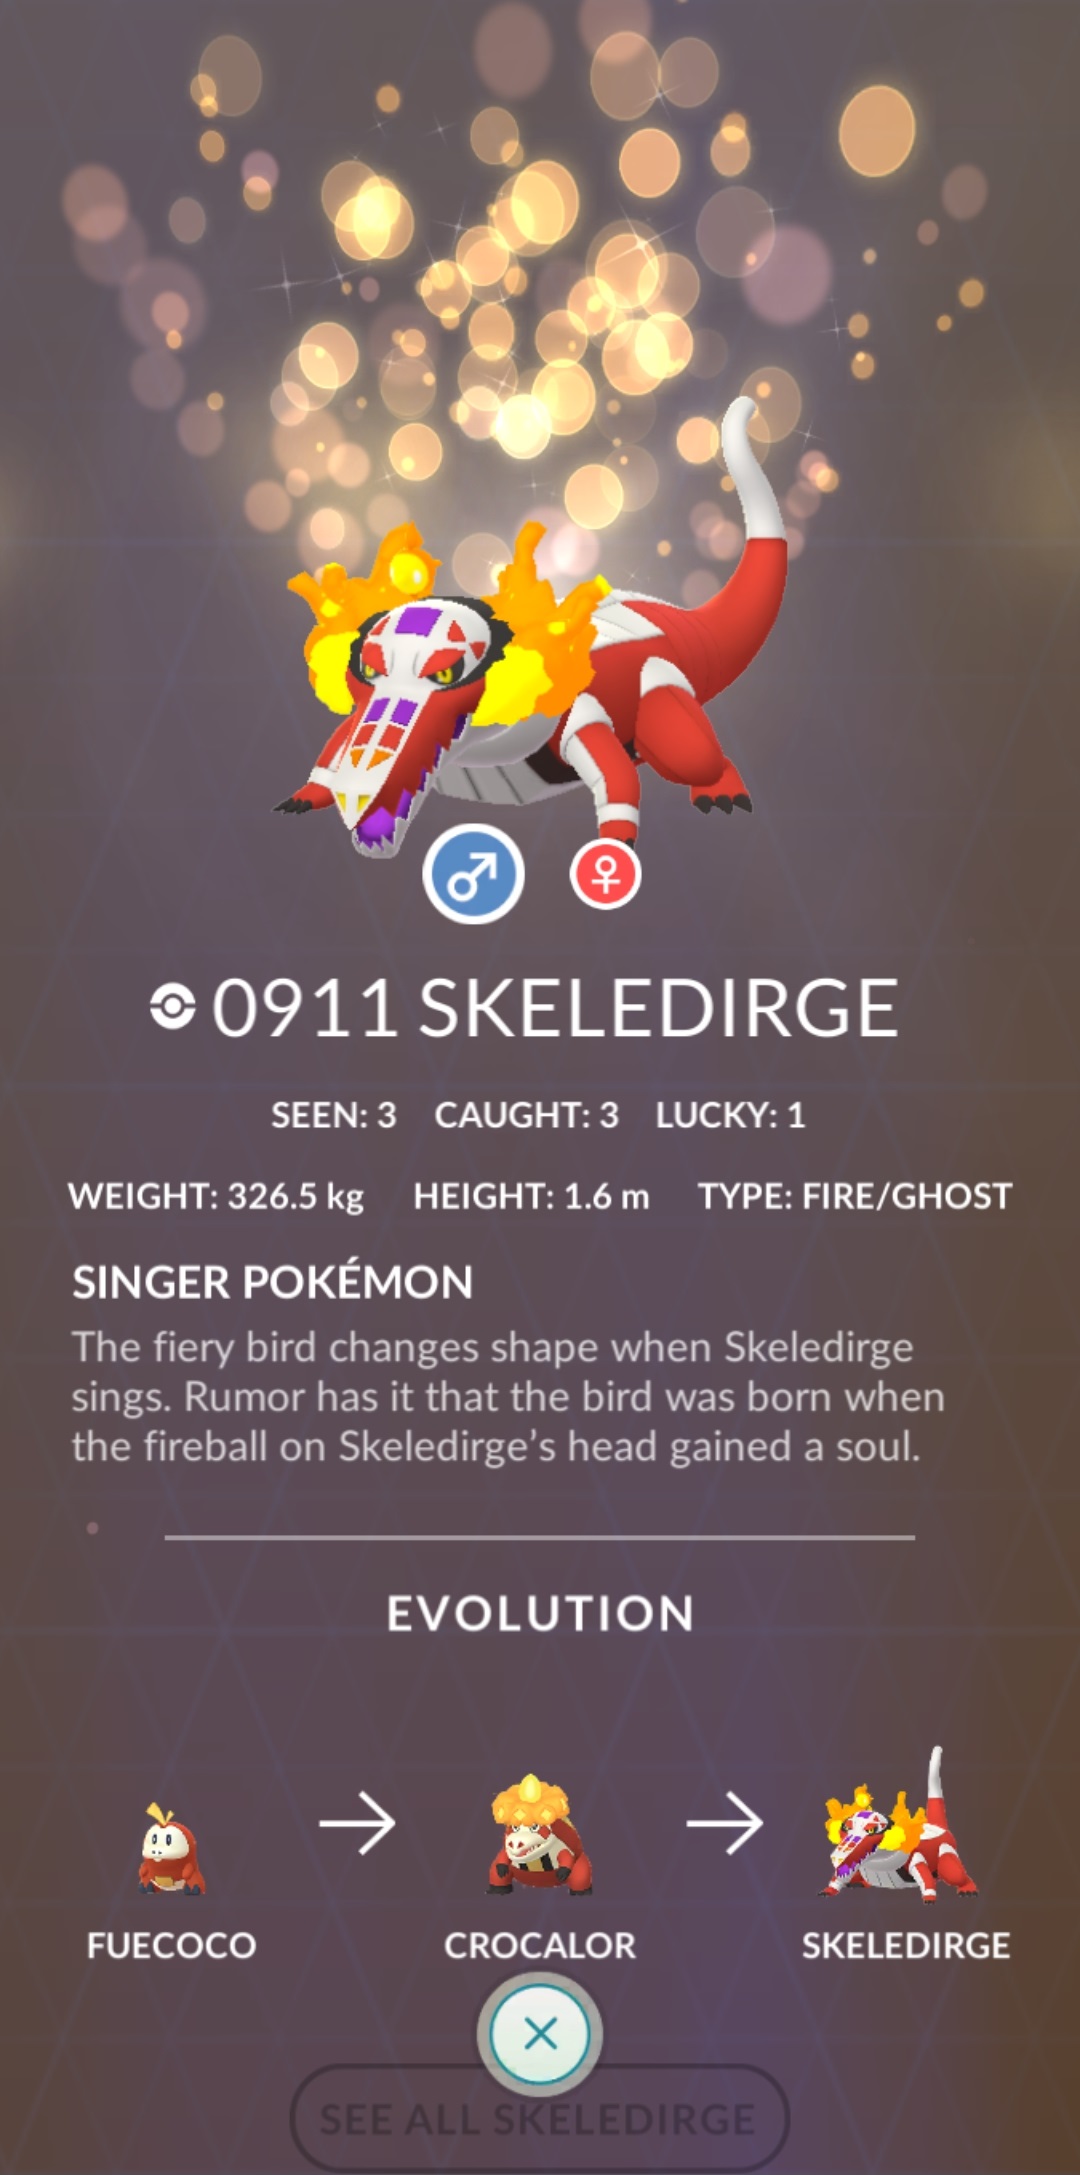 0911 SKELEDIRGE
SEEN: 3 CAUGHT: 3 LUCKY: 1
WEIGHT: 326.5 kg HEIGHT: 1.6 m TYPE: FIRE/GHOST
SINGER POKÉMON
The fiery bird changes shape when Skeledirge
sings. Rumor has it that the bird was born when
the fireball on Skeledirge’s head gained a soul.
EVOLUTION
FUECOCO CROCALOR SKELEDIRGE
SEE ALL SKELEDIRGE